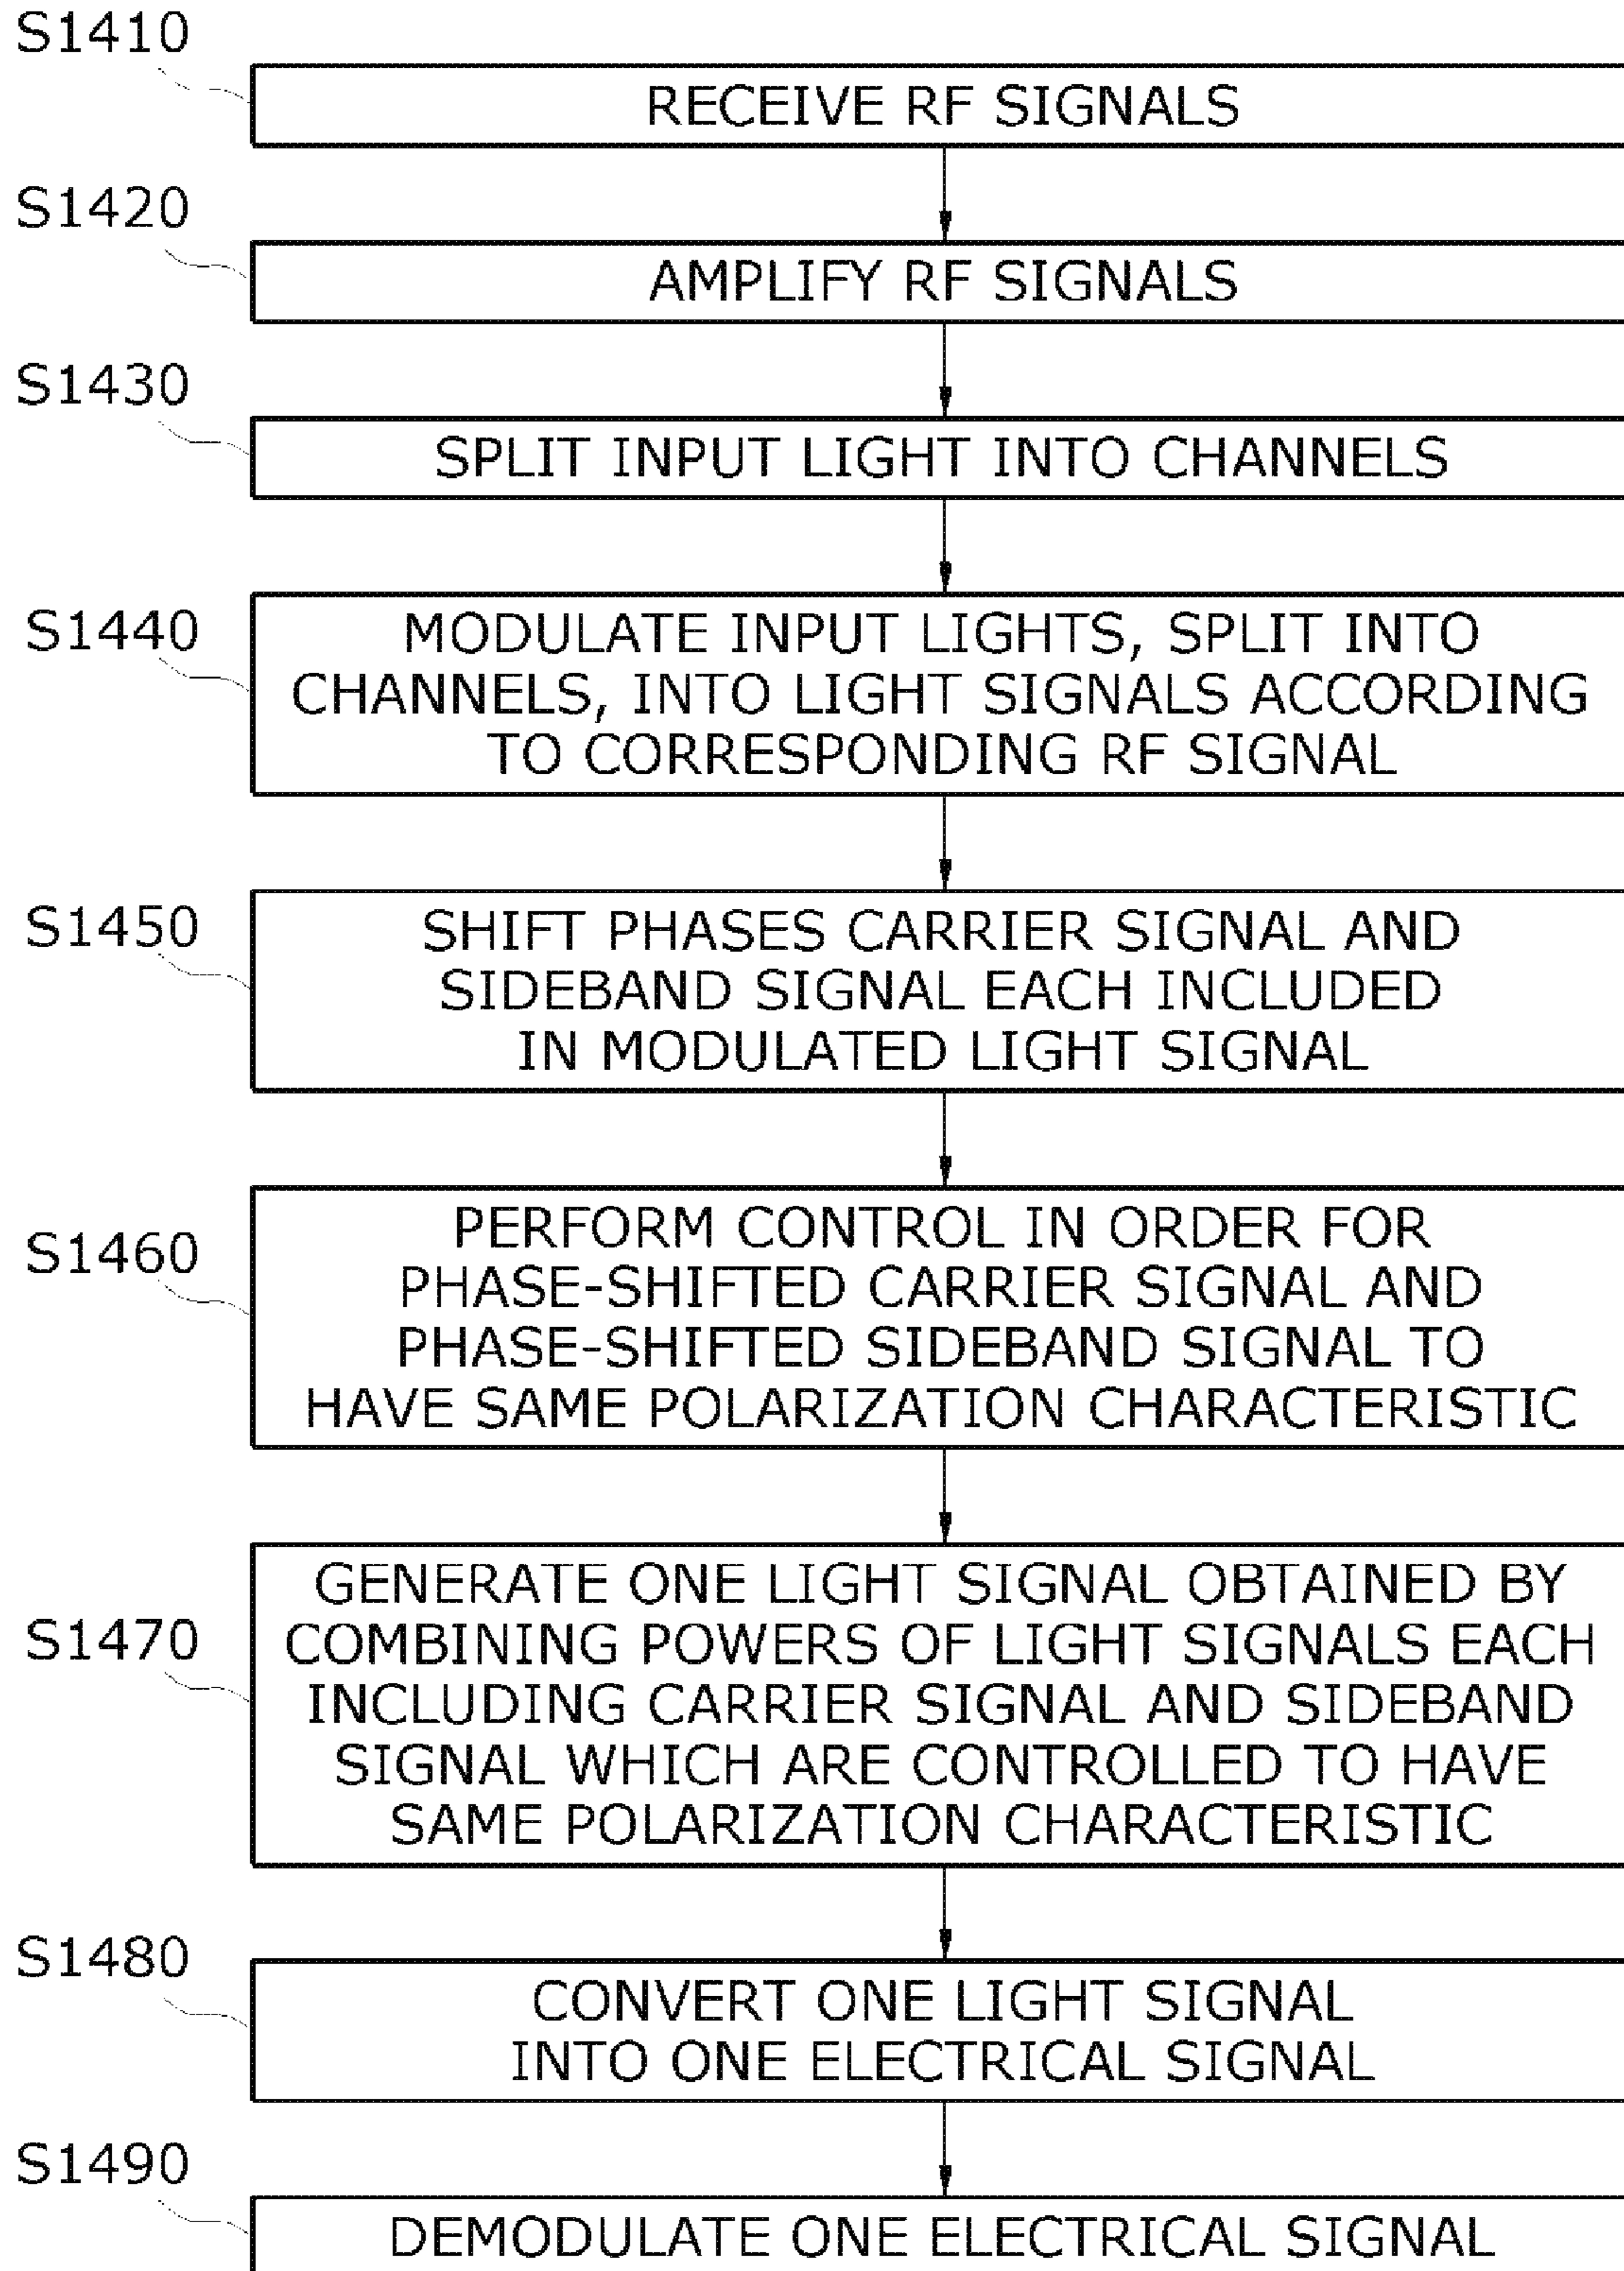 S1410
RECEIVE RF SIGNALS
S1420
AMPLIFY RF SIGNALS
S1430
SPLIT INPUT LIGHT INTO CHANNELS
S1440
MODULATE INPUT LIGHTS, SPLIT INTO
CHANNELS, INTO LIGHT SIGNALS ACCORDING
TO CORRESPONDING RF SIGNAL
S1450
SHIFT PHASES CARRIER SIGNAL AND
SIDEBAND SIGNAL EACH INCLUDED
IN MODULATED LIGHT SIGNAL
S1460
PERFORM CONTROL IN ORDER FOR
PHASE-SHIFTED CARRIER SIGNAL AND
PHASE-SHIFTED SIDEBAND SIGNAL TO
HAVE SAME POLARIZATION CHARACTERISTIC
S1470
GENERATE ONE LIGHT SIGNAL OBTAINED BY
COMBINING POWERS OF LIGHT SIGNALS EACH
INCLUDING CARRIER SIGNAL AND SIDEBAND
SIGNAL WHICH ARE CONTROLLED TO HAVE
SAME POLARIZATION CHARACTERISTIC
S1480
CONVERT ONE LIGHT SIGNAL
INTO ONE ELECTRICAL SIGNAL
S1490
DEMODULATE ONE ELECTRICAL SIGNAL